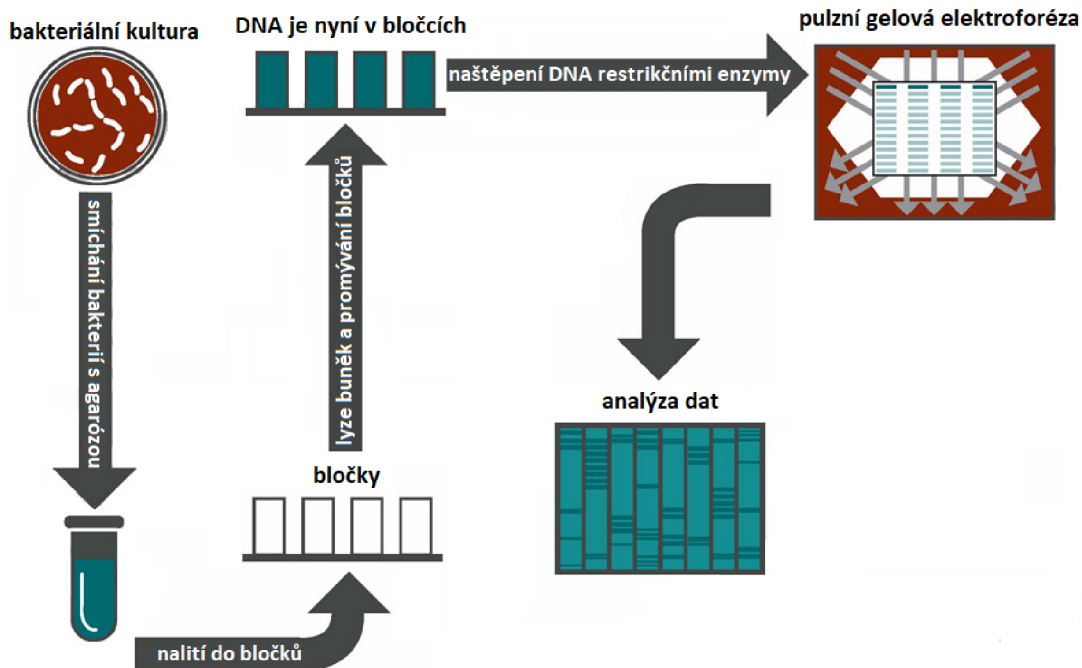 bakteriální kultura
smíchání bakterií s agarózou
nalití do bločků
bločky
lyze buněk a promývání bločků
DNA je nyní v bločcích
naštěpení DNA restrikčními enzymy
pulzní gelová elektroforéza
analýza dat